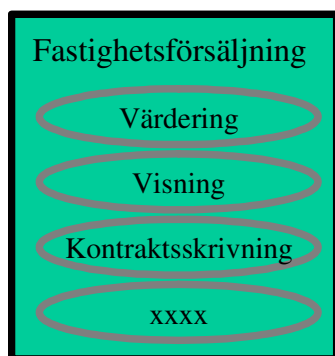 Fastighetsförsäljning
Värdering
Visning
Kontraktsskrivning
xxxx